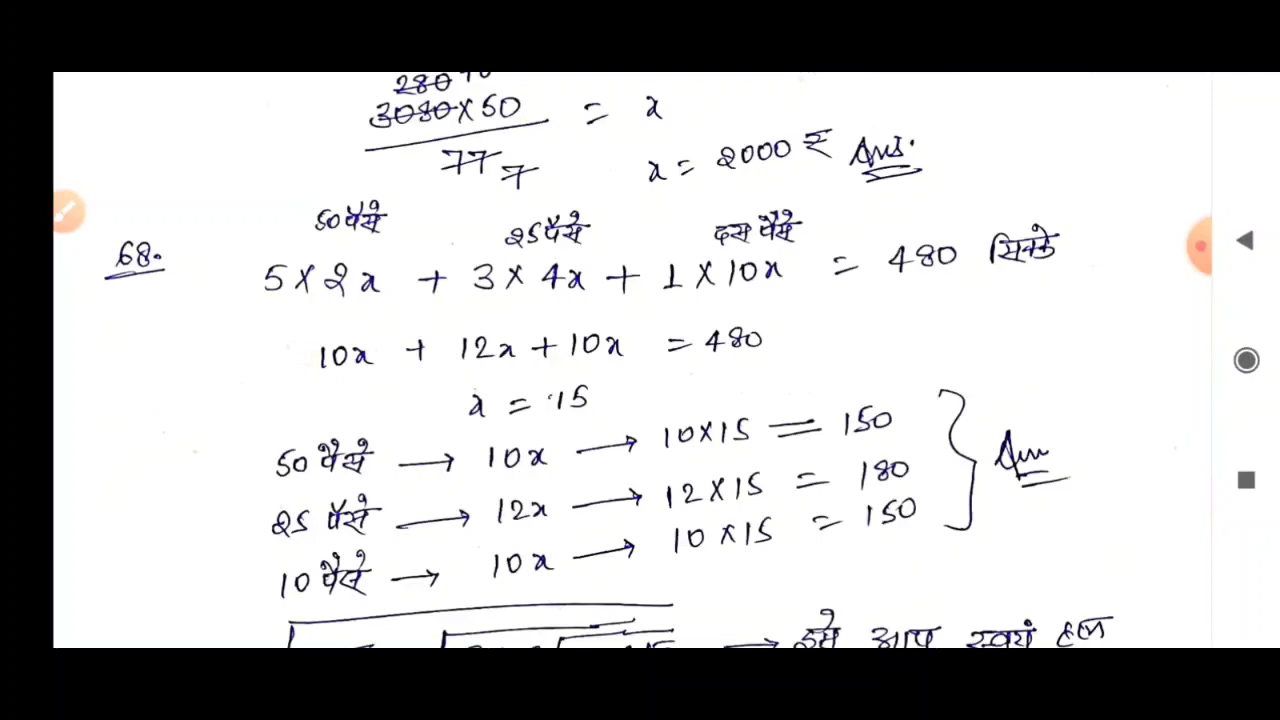 280
3080 × 50 = x
77 7
x = 2000 ₹ Ans.
50 पैसे 25 पैसे दस पैसे
68. 5 × 2x + 3 × 4x + 1 × 10x = 480 सिक्के
10x + 12x + 10x = 480
x = 15
50 पैसे → 10x → 10×15 = 150
25 पैसे → 12x → 12×15 = 180
10 पैसे → 10x → 10×15 = 150
Ans
→ इसे आप स्वयं हल